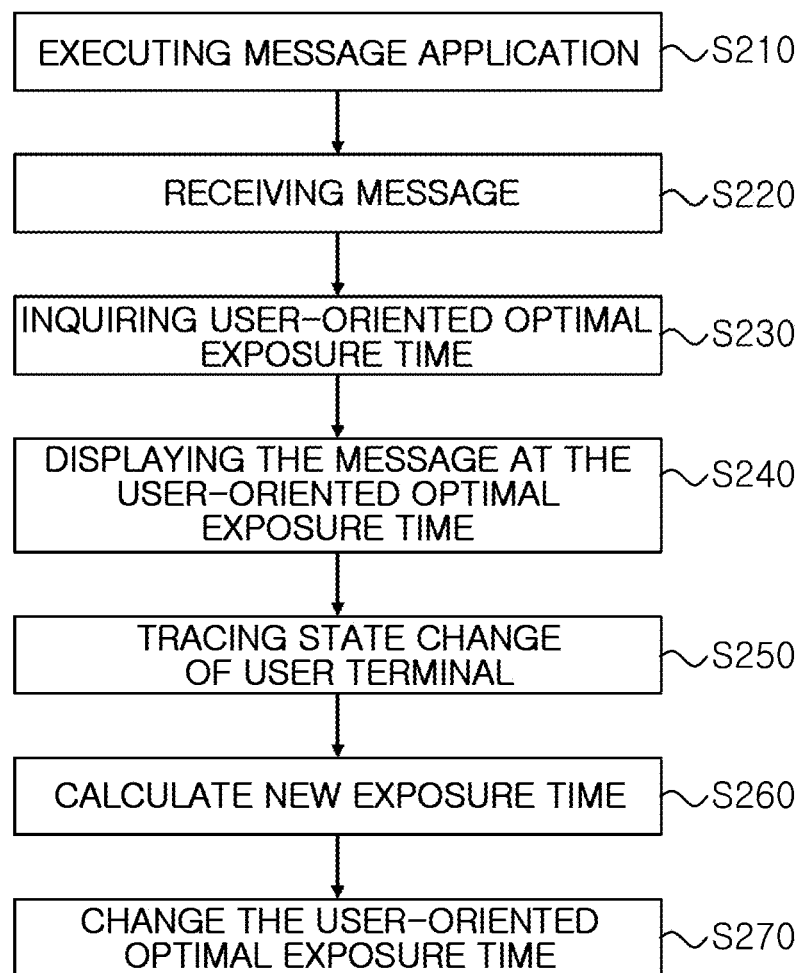 EXECUTING MESSAGE APPLICATION
S210
RECEIVING MESSAGE
S220
INQUIRING USER-ORIENTED OPTIMAL
EXPOSURE TIME
S230
DISPLAYING THE MESSAGE AT THE
USER-ORIENTED OPTIMAL
EXPOSURE TIME
S240
TRACING STATE CHANGE
OF USER TERMINAL
S250
CALCULATE NEW EXPOSURE TIME
S260
CHANGE THE USER-ORIENTED
OPTIMAL EXPOSURE TIME
S270